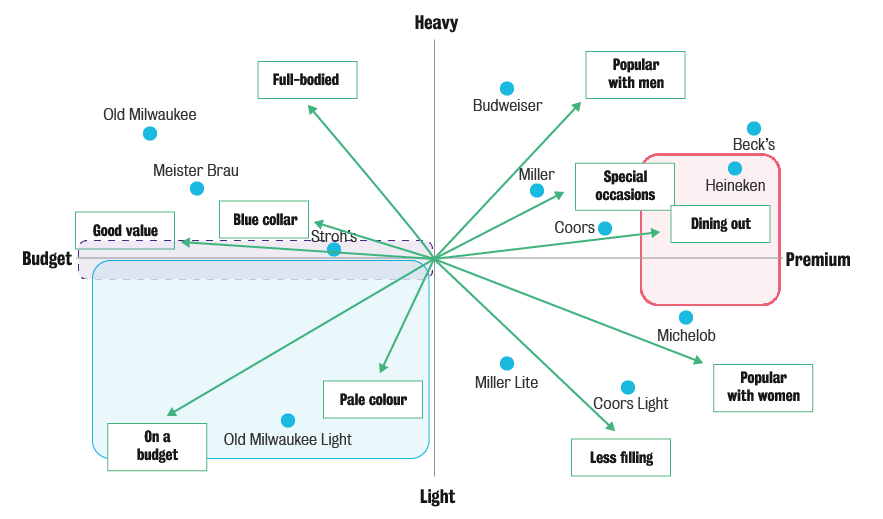 Heavy
Popular
with men
Full-bodied
Budweiser
Old Milwaukee
Beck's
Meister Brau
Miller
Special
occasions
Heineken
Blue collar
Good value
Stroh's
Coors
Dining out
Budget
Premium
Michelob
Miller Lite
Popular
with women
Pale colour
Coors Light
On a
budget
Old Milwaukee Light
Less filling
Light